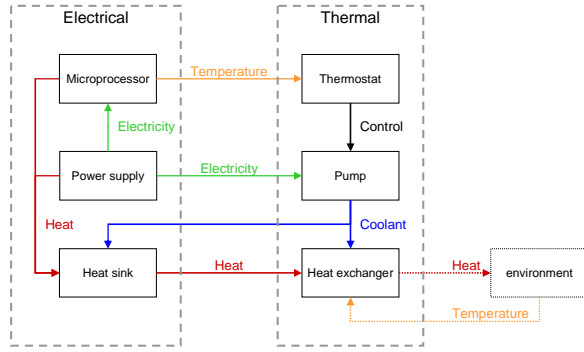 Electrical
Thermal
Microprocessor
Temperature
Thermostat
Electricity
Control
Power supply
Electricity
Pump
Heat
Coolant
Heat sink
Heat
Heat exchanger
Heat
environment
Temperature